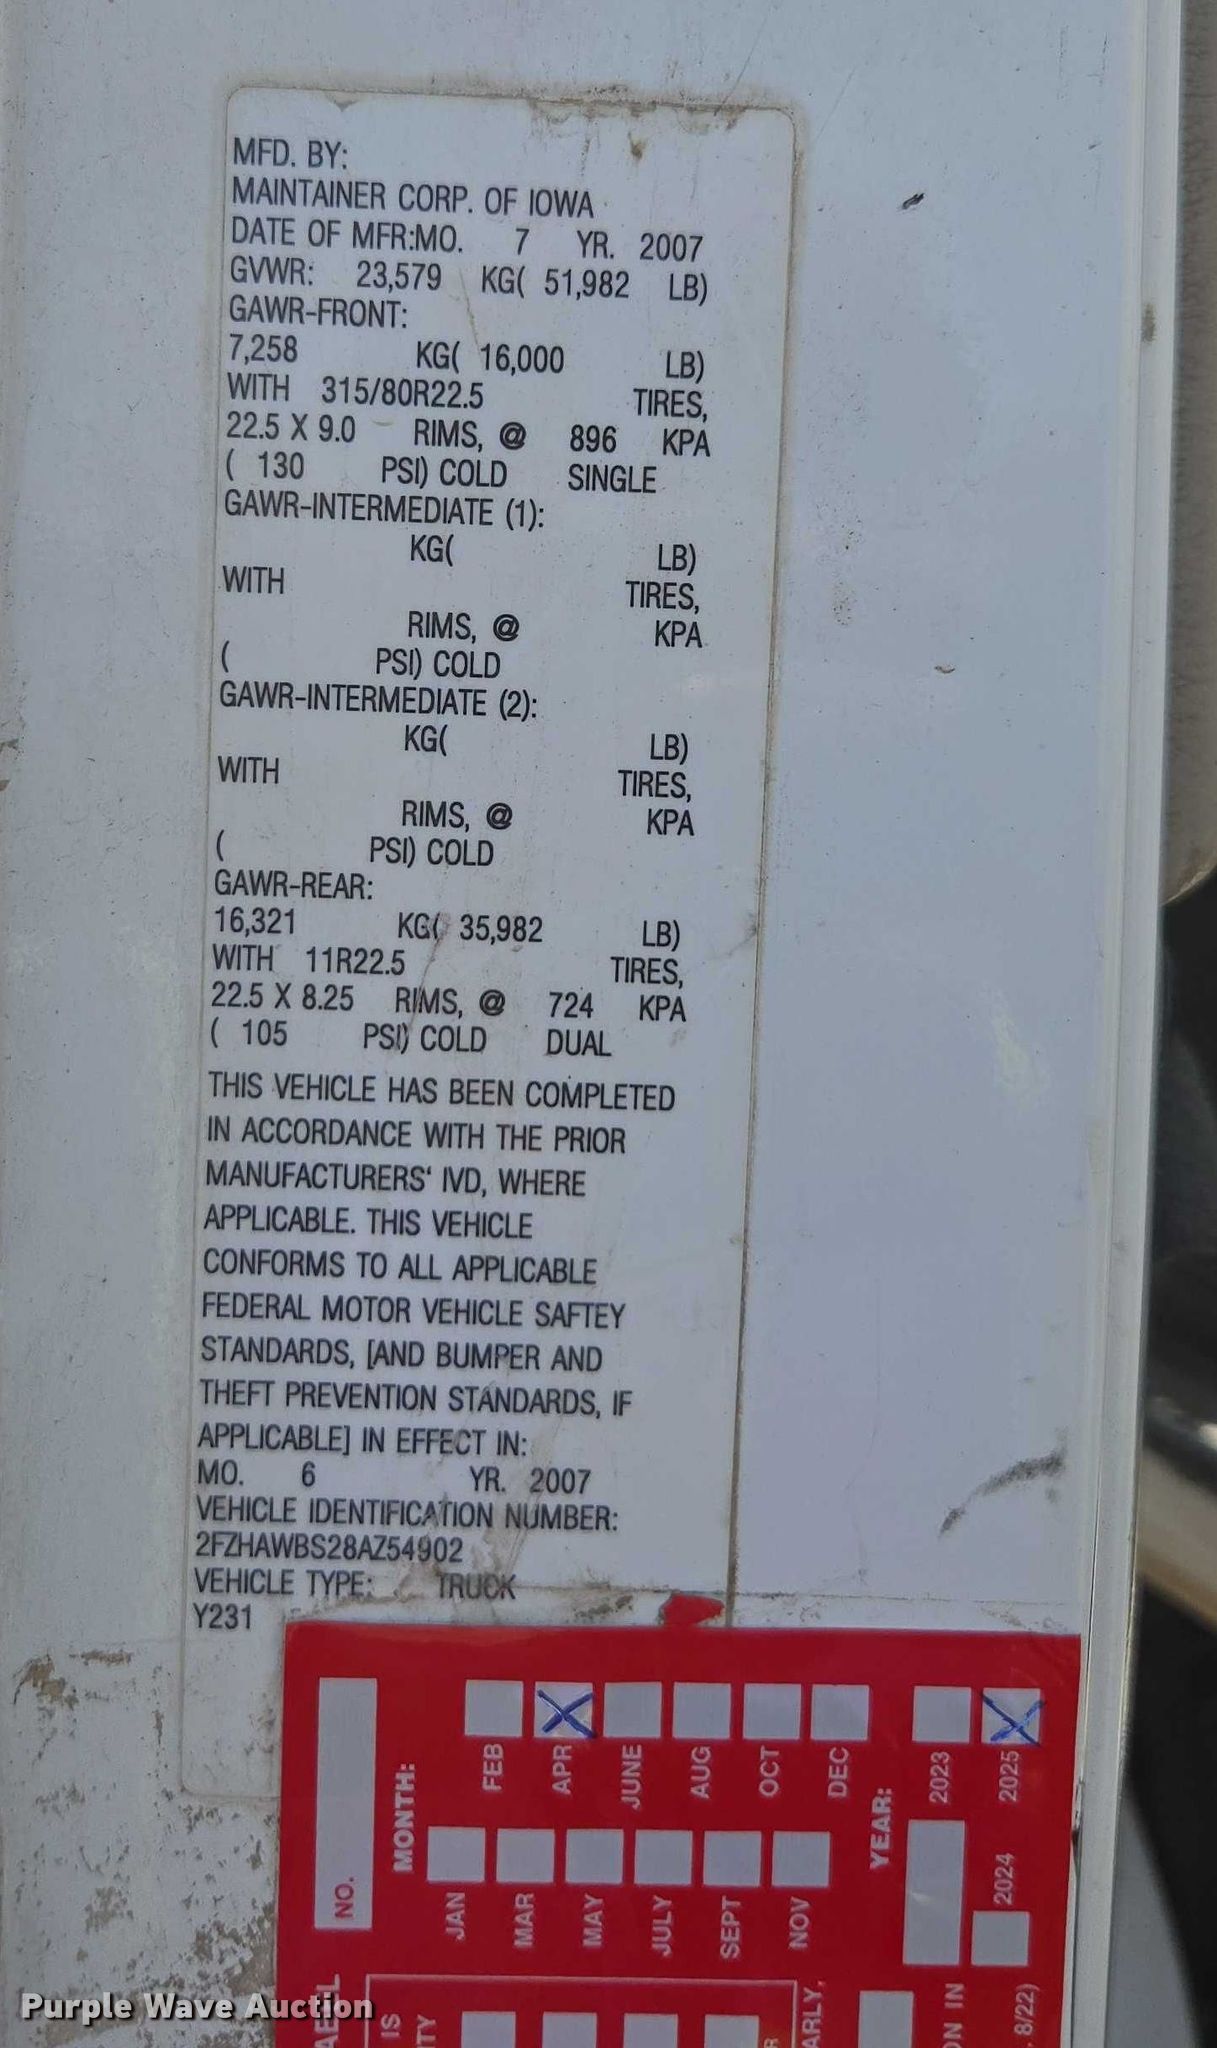 MFD. BY:
MAINTAINER CORP. OF IOWA
DATE OF MFR:MO. 7 YR. 2007
GVWR: 23,579 KG( 51,982 LB)
GAWR-FRONT:
7,258 KG( 16,000 LB)
WITH 315/80R22.5 TIRES,
22.5 X 9.0 RIMS, @ 896 KPA
( 130 PSI) COLD SINGLE
GAWR-INTERMEDIATE (1):
KG( LB)
WITH TIRES,
RIMS, @ KPA
( PSI) COLD
GAWR-INTERMEDIATE (2):
KG( LB)
WITH TIRES,
RIMS, @ KPA
( PSI) COLD
GAWR-REAR:
16,321 KG( 35,982 LB)
WITH 11R22.5 TIRES,
22.5 X 8.25 RIMS, @ 724 KPA
( 105 PSI) COLD DUAL
THIS VEHICLE HAS BEEN COMPLETED
IN ACCORDANCE WITH THE PRIOR
MANUFACTURERS' IVD, WHERE
APPLICABLE. THIS VEHICLE
CONFORMS TO ALL APPLICABLE
FEDERAL MOTOR VEHICLE SAFTEY
STANDARDS, [AND BUMPER AND
THEFT PREVENTION STANDARDS, IF
APPLICABLE] IN EFFECT IN:
MO. 6 YR. 2007
VEHICLE IDENTIFICATION NUMBER:
2FZHAWBS28AZ54902
VEHICLE TYPE: TRUCK
Y231
NO.
MONTH:
JAN FEB
MAR APR X
MAY JUNE
JULY AUG
SEPT OCT
NOV DEC
YEAR:
2023
2024 2025 X
ABEL
IS
ITY
ARLY.
ON IN
8/22)
Purple Wave Auction